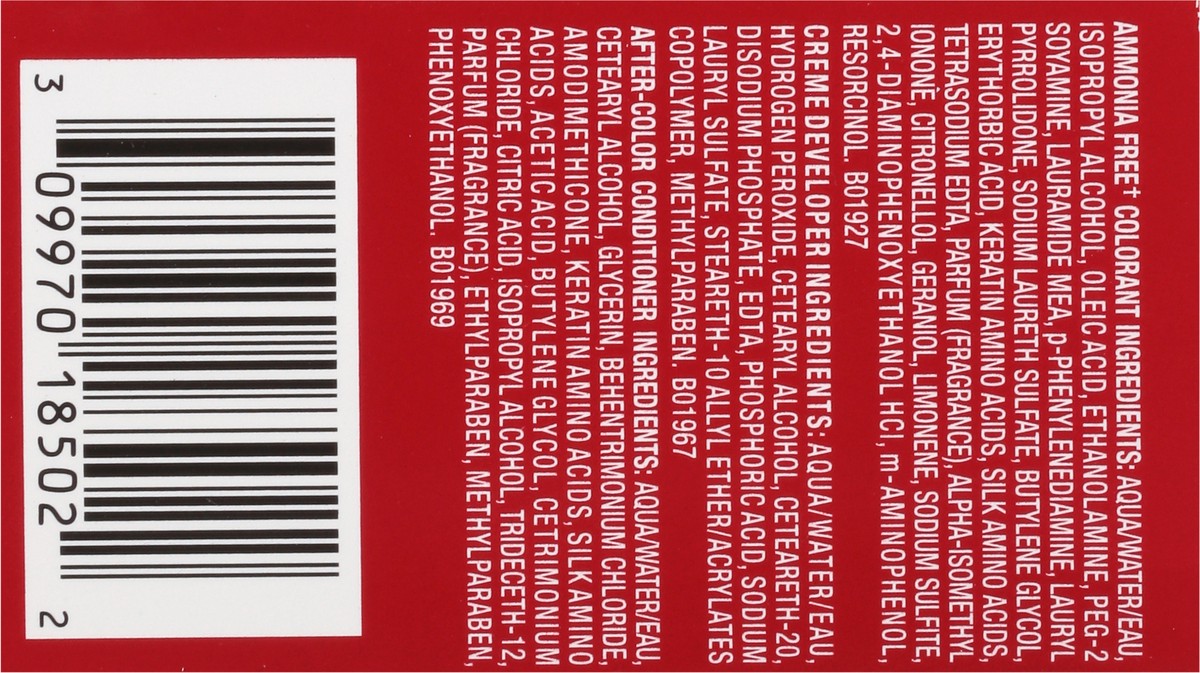 AMMONIA FREE† COLORANT INGREDIENTS: AQUA/WATER/EAU,
ISOPROPYL ALCOHOL, OLEIC ACID, ETHANOLAMINE, PEG-2
SOYAMINE, LAURAMIDE MEA, p-PHENYLENEDIAMINE, LAURYL
PYRROLIDONE, SODIUM LAURETH SULFATE, BUTYLENE GLYCOL,
ERYTHORBIC ACID, KERATIN AMINO ACIDS, SILK AMINO ACIDS,
TETRASODIUM EDTA, PARFUM (FRAGRANCE), ALPHA-ISOMETHYL
IONONE, CITRONELLOL, GERANIOL, LIMONENE, SODIUM SULFITE,
2,4-DIAMINOPHENOXYETHANOL HCl, m-AMINOPHENOL,
RESORCINOL. B01927
CREME DEVELOPER INGREDIENTS: AQUA/WATER/EAU,
HYDROGEN PEROXIDE, CETEARYL ALCOHOL, CETEARETH-20,
DISODIUM PHOSPHATE, EDTA, PHOSPHORIC ACID, SODIUM
LAURYL SULFATE, STEARETH-10 ALLYL ETHER/ACRYLATES
COPOLYMER, METHYLPARABEN. B01967
AFTER-COLOR CONDITIONER INGREDIENTS: AQUA/WATER/EAU,
CETEARYL ALCOHOL, GLYCERIN, BEHENTRIMONIUM CHLORIDE,
AMODIMETHICONE, KERATIN AMINO ACIDS, SILK AMINO
ACIDS, ACETIC ACID, BUTYLENE GLYCOL, CETRIMONIUM
CHLORIDE, CITRIC ACID, ISOPROPYL ALCOHOL, TRIDECETH-12,
PARFUM (FRAGRANCE), ETHYLPARABEN, METHYLPARABEN,
PHENOXYETHANOL. B01969
3 09970 18502 2